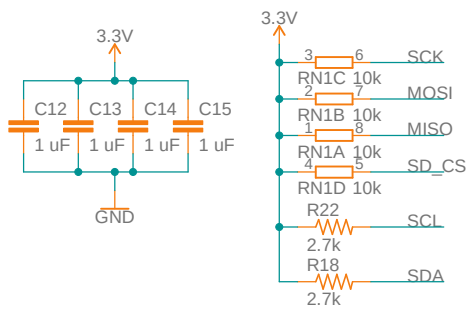 3.3V
C12 C13 C14 C15
1 uF 1 uF 1 uF 1 uF
GND
3.3V
3 6 SCK
RN1C 10k
2 7 MOSI
RN1B 10k
1 8 MISO
RN1A 10k
4 5 SD_CS
RN1D 10k
R22 SCL
2.7k
R18 SDA
2.7k